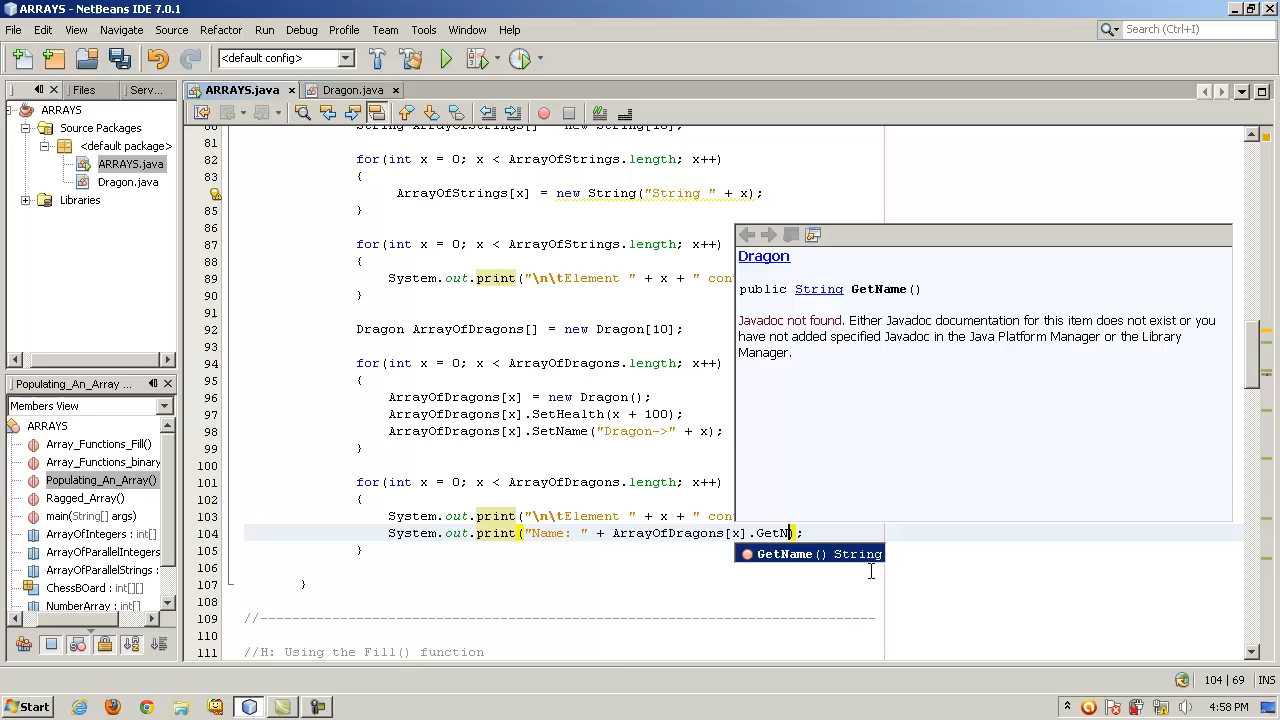 ARRAYS - NetBeans IDE 7.0.1
File Edit View Navigate Source Refactor Run Debug Profile Team Tools Window Help
Search (Ctrl+I)
<default config>
Files Serv...
ARRAYS.java Dragon.java
ARRAYS
Source Packages
<default package>
ARRAYS.java
Dragon.java
Libraries
Populating_An_Array ...
Members View
ARRAYS
Array_Functions_Fill()
Array_Functions_binary
Populating_An_Array()
Ragged_Array()
main(String[] args)
ArrayOfIntegers : int[]
ArrayOfParallelIntegers
ArrayOfParallelStrings :
ChessBOard : int[][]
NumberArray : int[]
80 String ArrayOfStrings[] = new String[10];
81
82 for(int x = 0; x < ArrayOfStrings.length; x++)
83 {
ArrayOfStrings[x] = new String("String " + x);
85 }
86
87 for(int x = 0; x < ArrayOfStrings.length; x++)
88 {
89 System.out.print("\n\tElement " + x + " con
90 }
91
92 Dragon ArrayOfDragons[] = new Dragon[10];
93
94 for(int x = 0; x < ArrayOfDragons.length; x++)
95 {
96 ArrayOfDragons[x] = new Dragon();
97 ArrayOfDragons[x].SetHealth(x + 100);
98 ArrayOfDragons[x].SetName("Dragon->" + x);
99 }
100
101 for(int x = 0; x < ArrayOfDragons.length; x++)
102 {
103 System.out.print("\n\tElement " + x + " con
104 System.out.print("Name: " + ArrayOfDragons[x].GetN);
105 }
106
107 }
108
109 //-----------------------------------------------------------------------------
110
111 //H: Using the Fill() function
Dragon
public String GetName()
Javadoc not found. Either Javadoc documentation for this item does not exist or you
have not added specified Javadoc in the Java Platform Manager or the Library
Manager.
GetName() String
104 | 69 INS
Start
4:58 PM